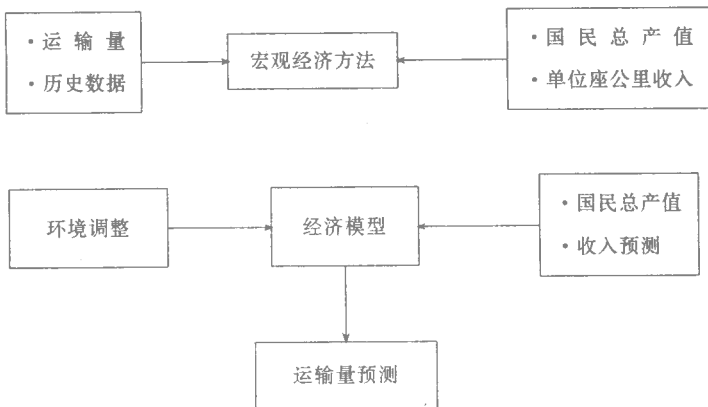 ·运输量
·历史数据
宏观经济方法
·国民总产值
·单位座公里收入
环境调整
经济模型
·国民总产值
·收入预测
运输量预测